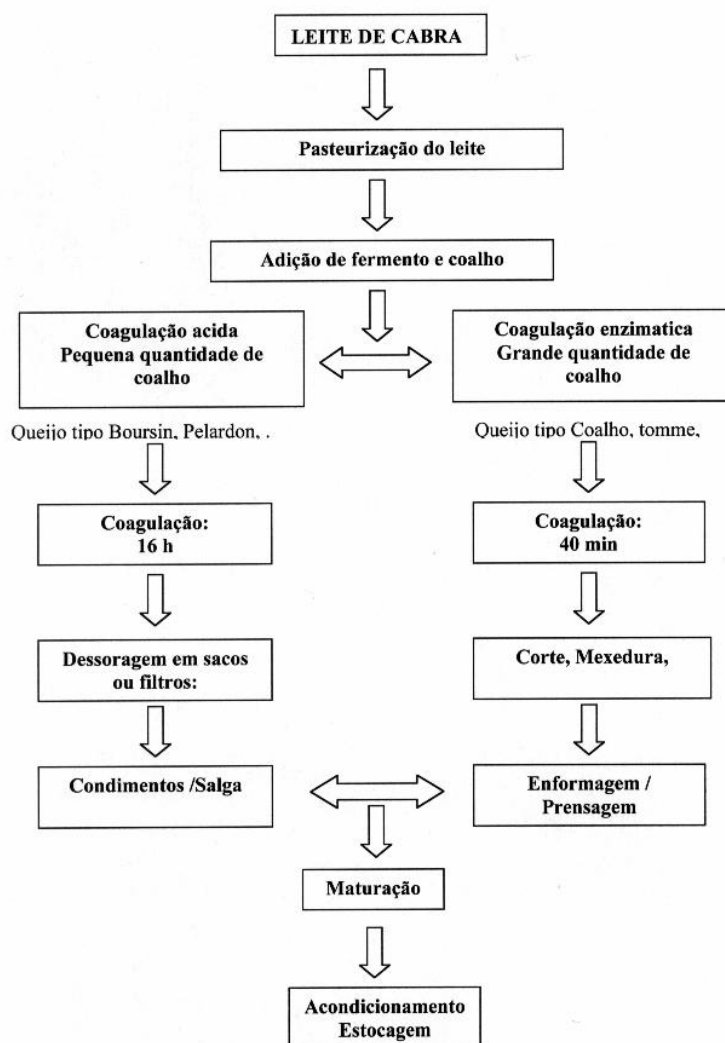 LEITE DE CABRA
Pasteurização do leite
Adição de fermento e coalho
Coagulação acida
Pequena quantidade de
coalho
Coagulação enzimatica
Grande quantidade de
coalho
Queijo tipo Boursin, Pelardon, .
Queijo tipo Coalho, tomme,
Coagulação:
16 h
Coagulação:
40 min
Dessoragem em sacos
ou filtros:
Corte, Mexedura,
Condimentos /Salga
Enformagem /
Prensagem
Maturação
Acondicionamento
Estocagem